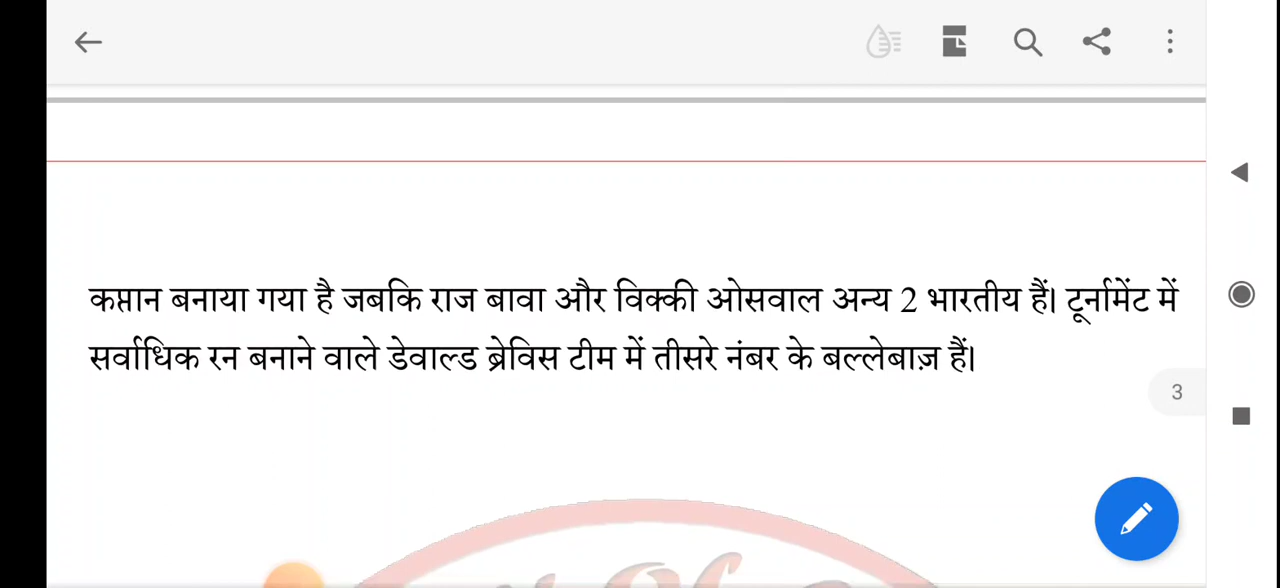 कप्तान बनाया गया है जबकि राज बावा और विक्की ओसवाल अन्य 2 भारतीय हैं। टूर्नामेंट में
सर्वाधिक रन बनाने वाले डेवाल्ड ब्रेविस टीम में तीसरे नंबर के बल्लेबाज़ हैं।
3